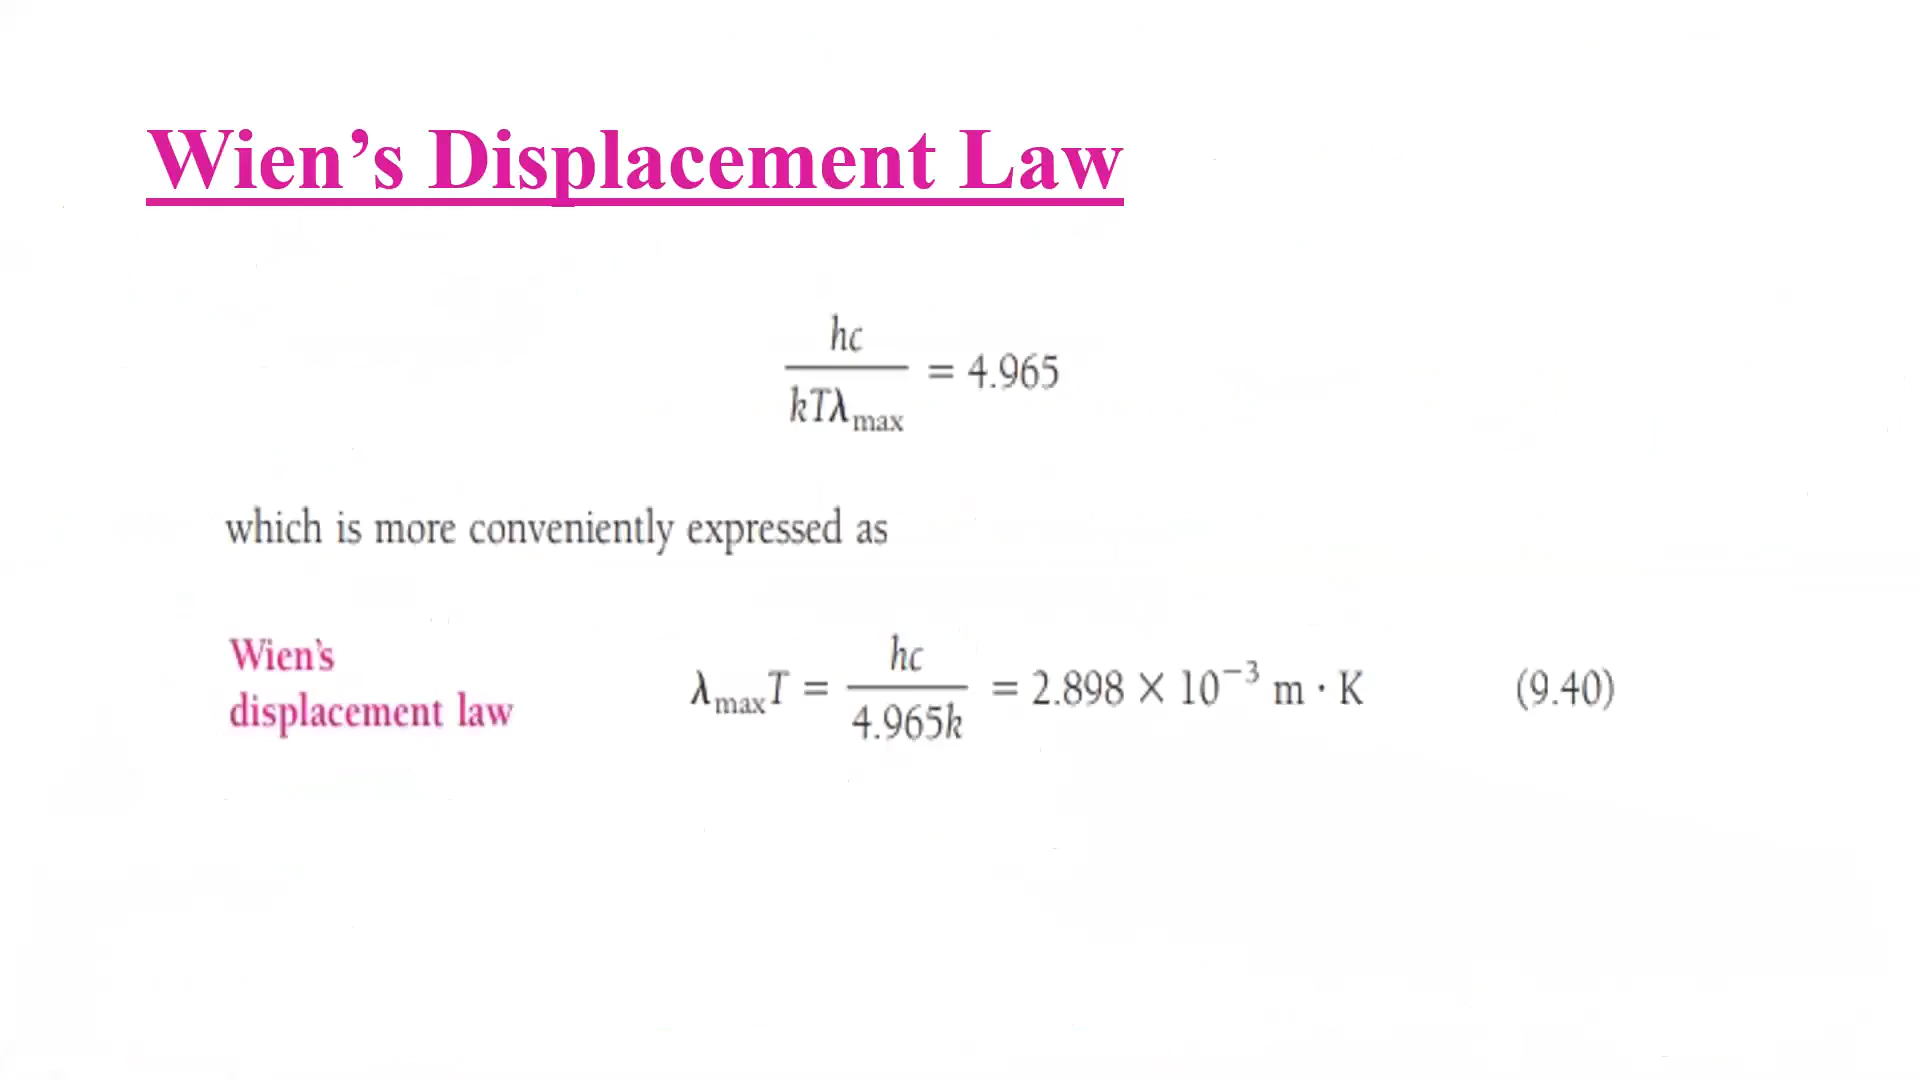 Wien’s Displacement Law
hc
kTλmax = 4.965
which is more conveniently expressed as
Wien's
displacement law
λmaxT = hc / 4.965k = 2.898 × 10⁻³ m · K (9.40)